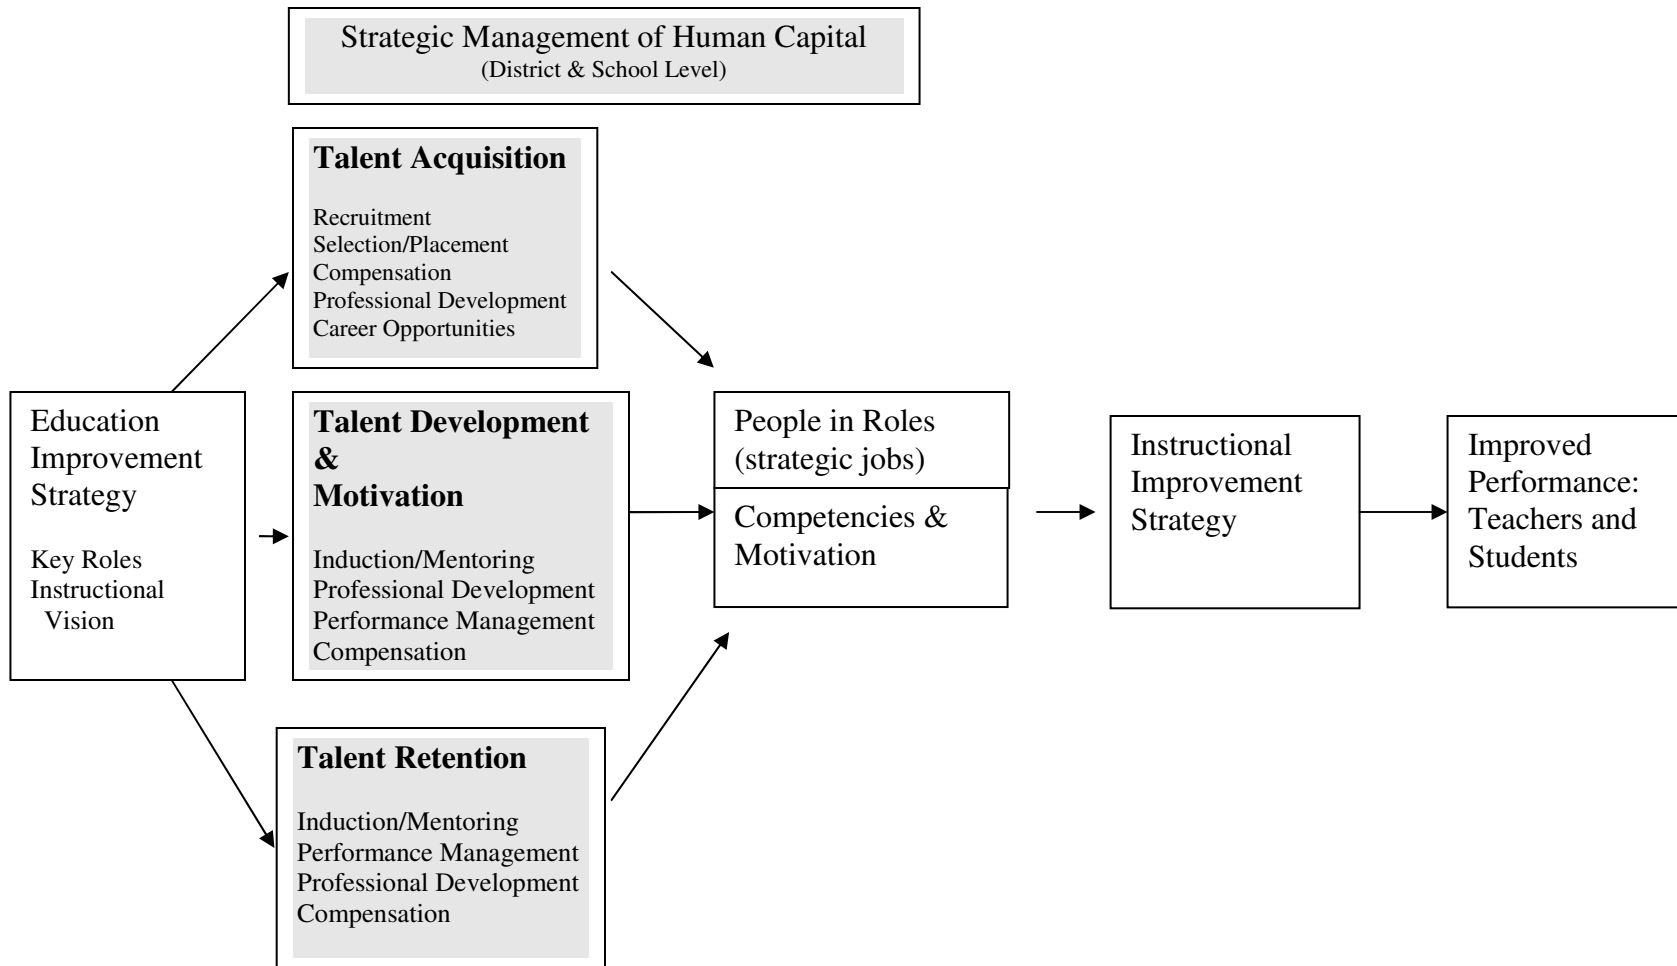 Strategic Management of Human Capital
(District & School Level)
Talent Acquisition
Recruitment
Selection/Placement
Compensation
Professional Development
Career Opportunities
Education
Improvement
Strategy
Key Roles
Instructional
Vision
Talent Development
&
Motivation
Induction/Mentoring
Professional Development
Performance Management
Compensation
Talent Retention
Induction/Mentoring
Performance Management
Professional Development
Compensation
People in Roles
(strategic jobs)
Competencies &
Motivation
Instructional
Improvement
Strategy
Improved
Performance:
Teachers and
Students